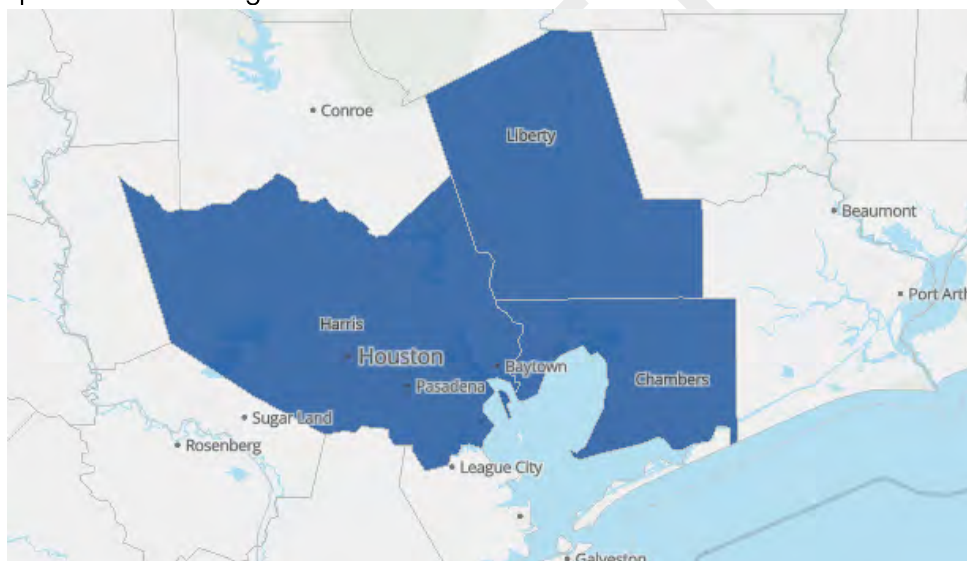 Conroe
Liberty
Beaumont
Port Arth
Harris
Houston
Baytown
Pasadena
Chambers
Sugar Land
Rosenberg
League City
Galveston